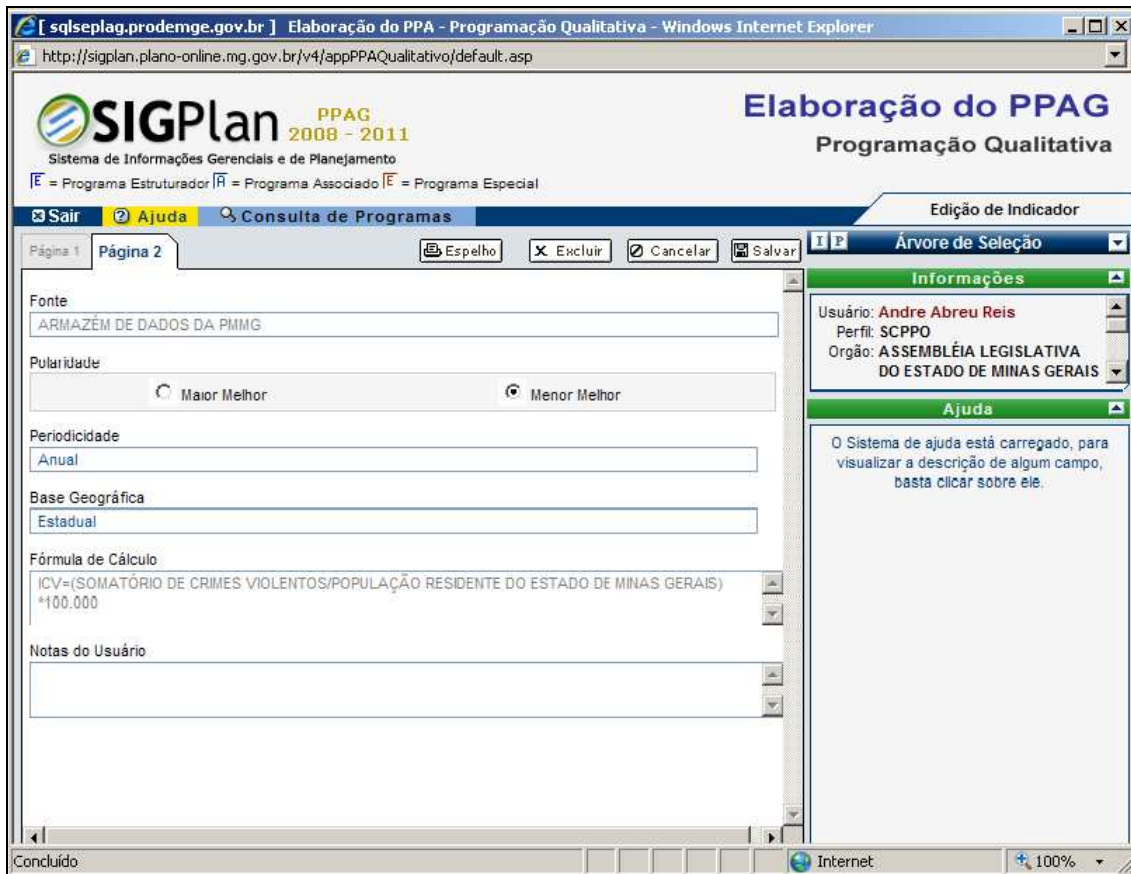 [ sqlseplag.prodemge.gov.br ] Elaboração do PPA - Programação Qualitativa - Windows Internet Explorer
http://sigplan.plano-online.mg.gov.br/v4/appPPAQualitativo/default.asp
SIGPlan PPAG 2008 - 2011
Sistema de Informações Gerenciais e de Planejamento
E = Programa Estruturador A = Programa Associado E = Programa Especial
Elaboração do PPAG
Programação Qualitativa
Sair Ajuda Consulta de Programas
Edição de Indicador
Página 1 Página 2 Espelho Excluir Cancelar Salvar
Fonte
ARMAZÉM DE DADOS DA PMMG
Polaridade
Maior Melhor Menor Melhor
Periodicidade
Anual
Base Geográfica
Estadual
Fórmula de Cálculo
ICV=(SOMATÓRIO DE CRIMES VIOLENTOS/POPULAÇÃO RESIDENTE DO ESTADO DE MINAS GERAIS)
*100.000
Notas do Usuário
I P Árvore de Seleção
Informações
Usuário: Andre Abreu Reis
Perfil: SCPPO
Orgão: ASSEMBLÉIA LEGISLATIVA
DO ESTADO DE MINAS GERAIS
Ajuda
O Sistema de ajuda está carregado, para
visualizar a descrição de algum campo,
basta clicar sobre ele.
Concluído Internet 100%